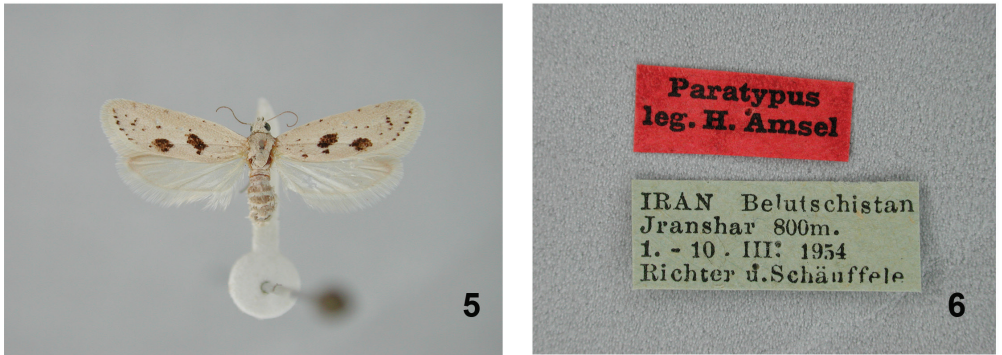 5
Paratypus
leg. H. Amsel
IRAN Belutschistan
Jranshar 800m.
1. - 10 . III. 1954
Richter u.Schäuffele
6